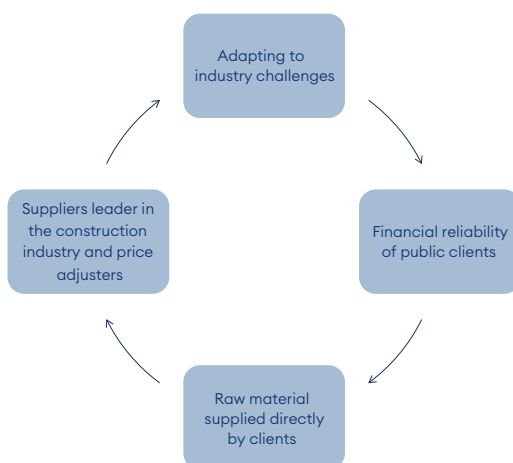 Adapting to
industry challenges
Financial reliability
of public clients
Raw material
supplied directly
by clients
Suppliers leader in
the construction
industry and price
adjusters